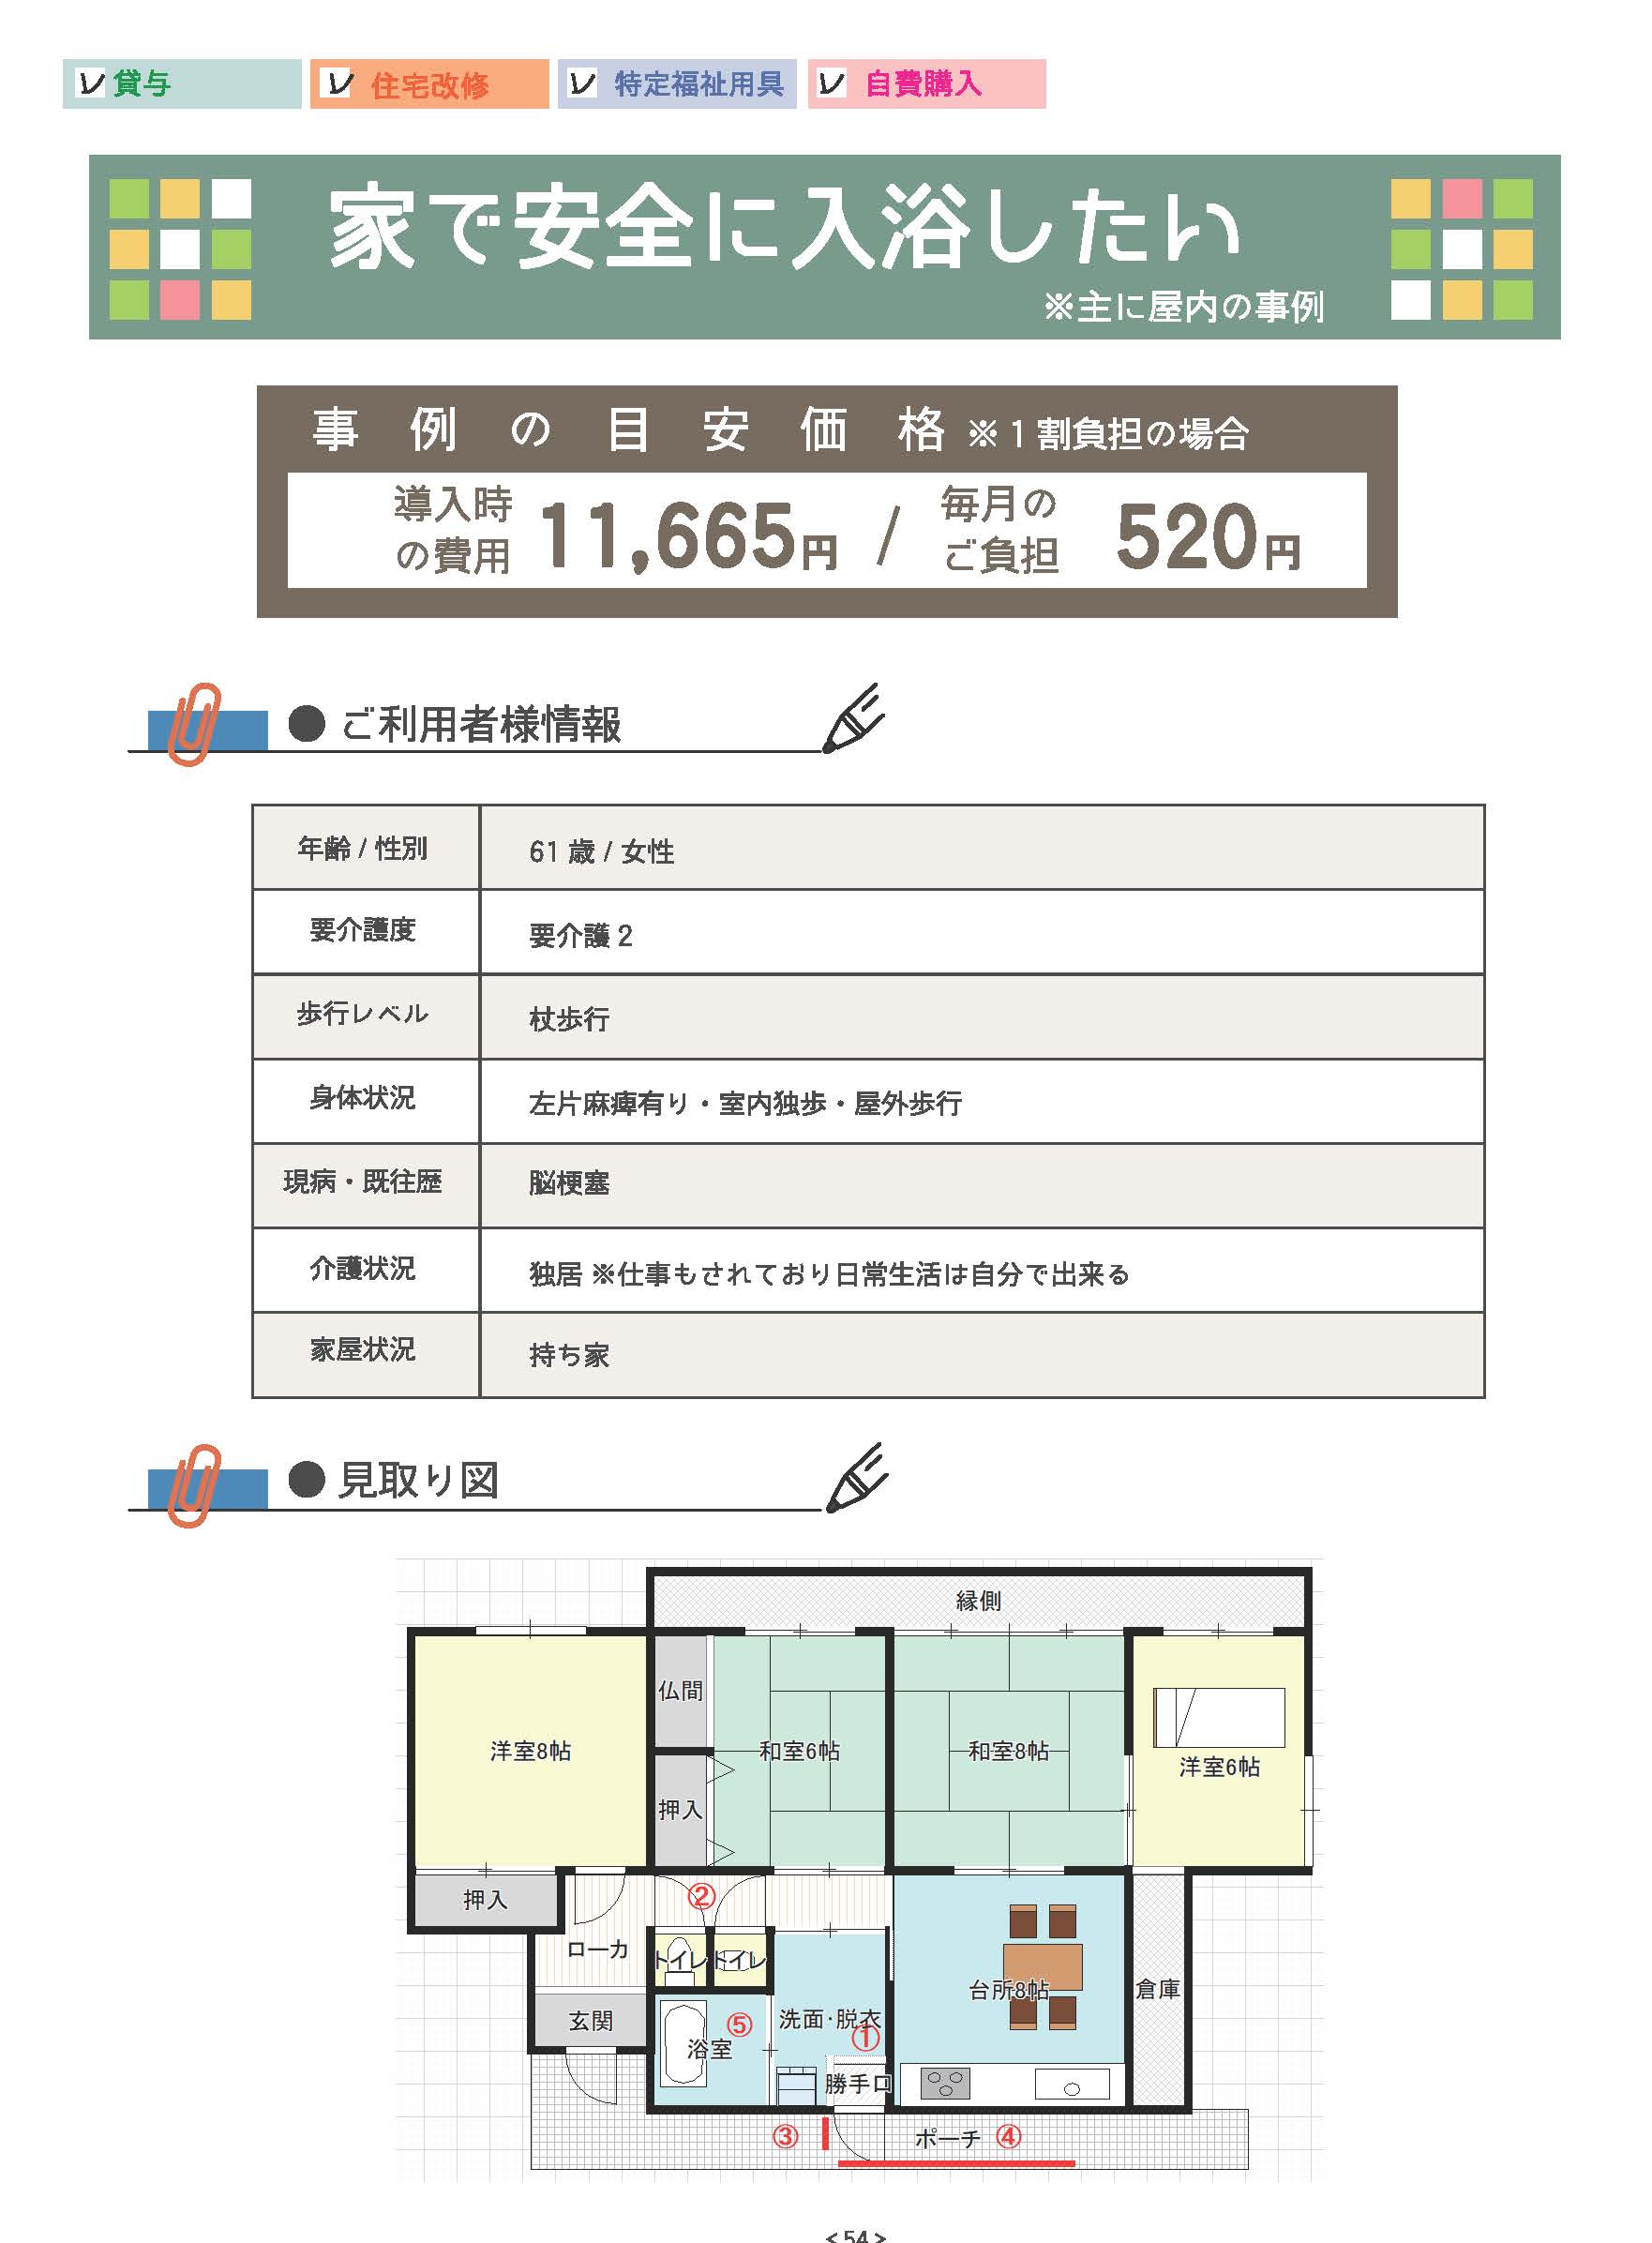 貸与 住宅改修 特定福祉用具 自費購入
家で安全に入浴したい
※主に屋内の事例
事例の目安価格 ※1割負担の場合
導入時の費用 11,665円 / 毎月のご負担 520円
● ご利用者様情報
年齢 / 性別 61 歳 / 女性
要介護度 要介護 2
歩行レベル 杖歩行
身体状況 左片麻痺有り・室内独歩・屋外歩行
現病・既往歴 脳梗塞
介護状況 独居 ※仕事もされており日常生活は自分で出来る
家屋状況 持ち家
● 見取り図
縁側
仏間
洋室8帖 和室6帖 和室8帖 洋室6帖
押入
押入 ②
ローカ トイレ トイレ
台所8帖 倉庫
玄関 ⑤ 洗面・脱衣
浴室 ①
勝手口
③ ポーチ ④
<54>